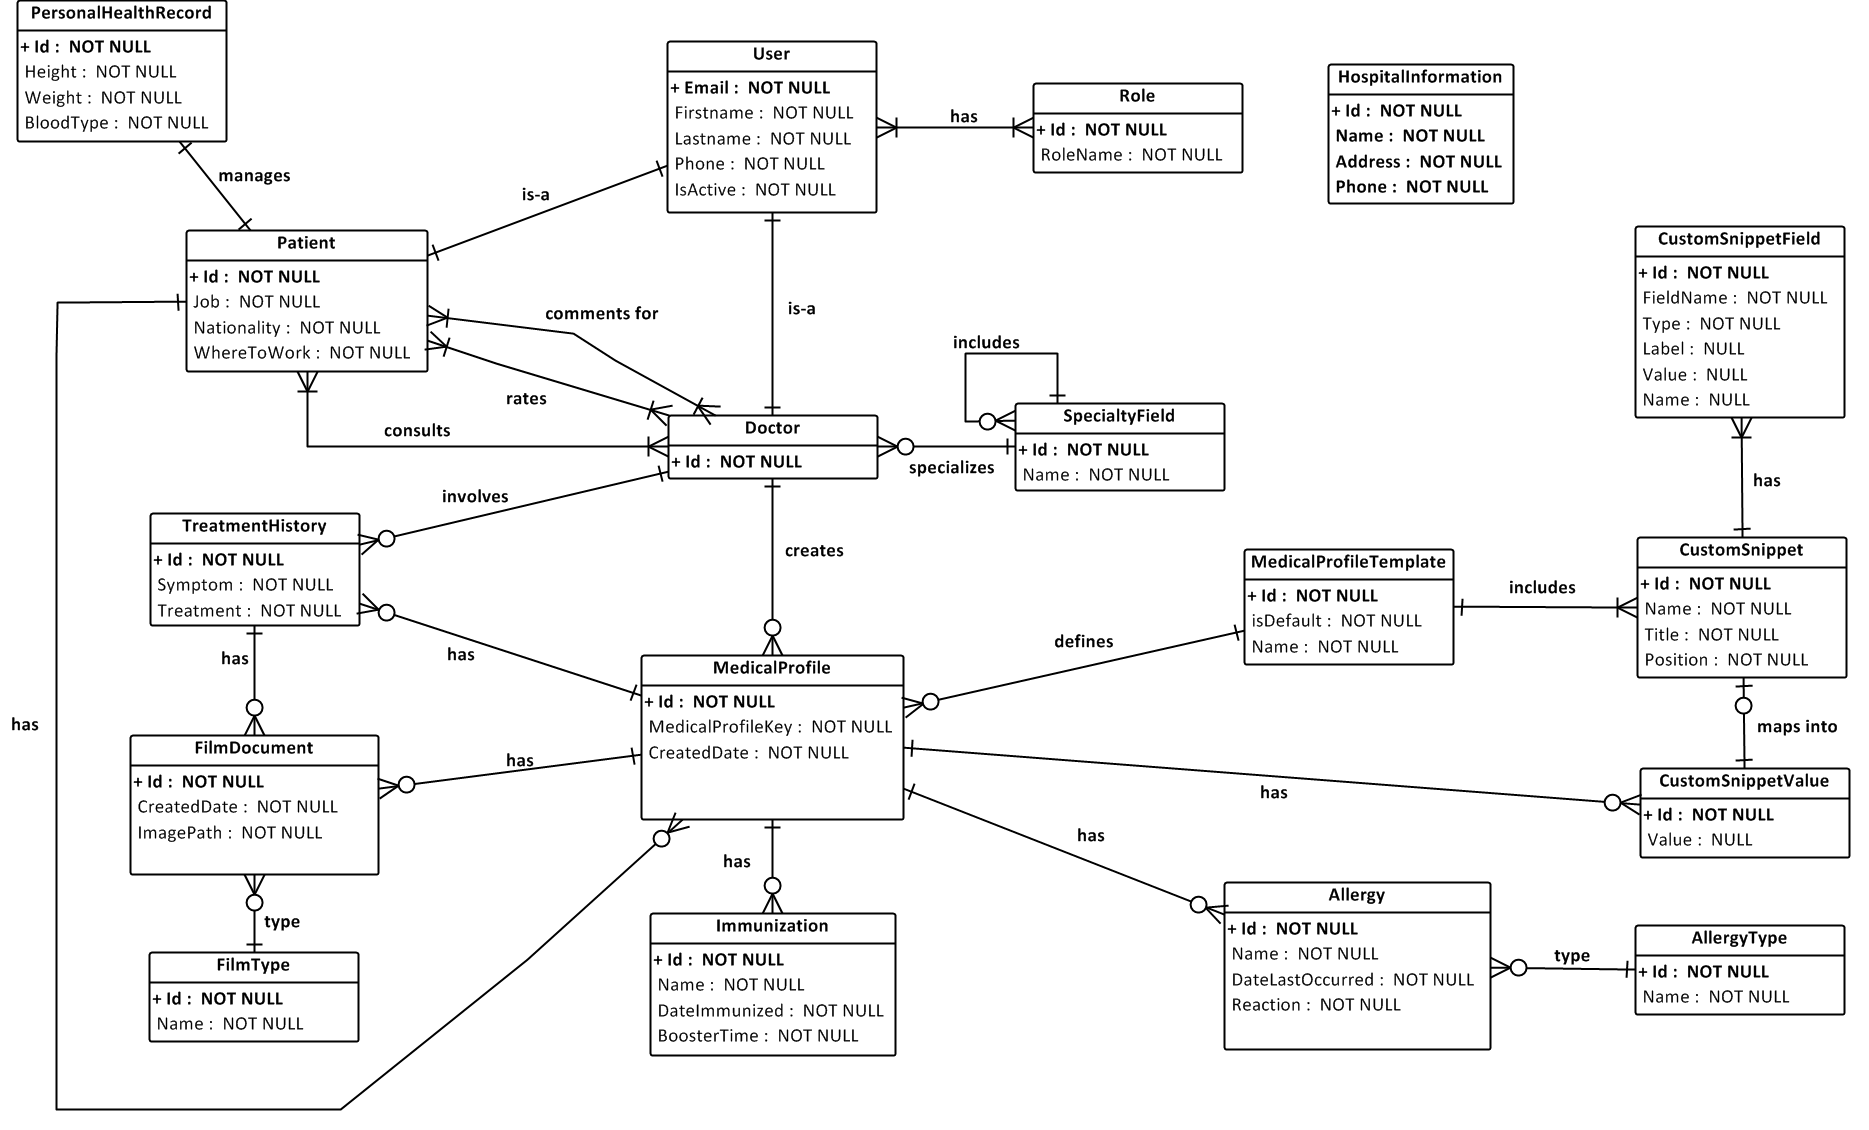 PersonalHealthRecord
+ Id : NOT NULL
Height : NOT NULL
Weight : NOT NULL
BloodType : NOT NULL
manages
User
+ Email : NOT NULL
Firstname : NOT NULL
Lastname : NOT NULL
Phone : NOT NULL
IsActive : NOT NULL
has
Role
+ Id : NOT NULL
RoleName : NOT NULL
HospitalInformation
+ Id : NOT NULL
Name : NOT NULL
Address : NOT NULL
Phone : NOT NULL
is-a
Patient
+ Id : NOT NULL
Job : NOT NULL
Nationality : NOT NULL
WhereToWork : NOT NULL
comments for
is-a
rates
consults
includes
Doctor
+ Id : NOT NULL
specializes
SpecialtyField
+ Id : NOT NULL
Name : NOT NULL
CustomSnippetField
+ Id : NOT NULL
FieldName : NOT NULL
Type : NOT NULL
Label : NULL
Value : NULL
Name : NULL
has
involves
TreatmentHistory
+ Id : NOT NULL
Symptom : NOT NULL
Treatment : NOT NULL
creates
MedicalProfileTemplate
+ Id : NOT NULL
isDefault : NOT NULL
Name : NOT NULL
includes
CustomSnippet
+ Id : NOT NULL
Name : NOT NULL
Title : NOT NULL
Position : NOT NULL
has
has
defines
MedicalProfile
+ Id : NOT NULL
MedicalProfileKey : NOT NULL
CreatedDate : NOT NULL
has
maps into
FilmDocument
+ Id : NOT NULL
CreatedDate : NOT NULL
ImagePath : NOT NULL
has
has
CustomSnippetValue
+ Id : NOT NULL
Value : NULL
has
has
type
FilmType
+ Id : NOT NULL
Name : NOT NULL
Immunization
+ Id : NOT NULL
Name : NOT NULL
DateImmunized : NOT NULL
BoosterTime : NOT NULL
Allergy
+ Id : NOT NULL
Name : NOT NULL
DateLastOccurred : NOT NULL
Reaction : NOT NULL
type
AllergyType
+ Id : NOT NULL
Name : NOT NULL